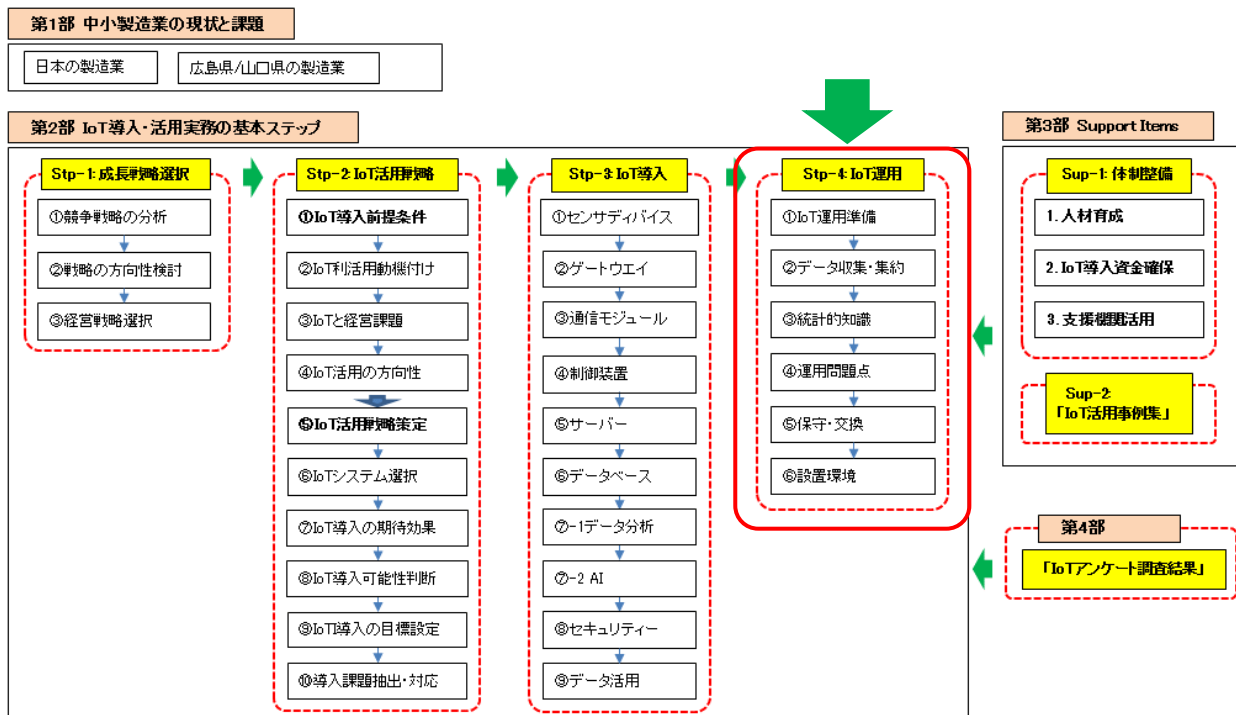 第1部 中小製造業の現状と課題
日本の製造業
広島県/山口県の製造業
第2部 IoT導入・活用実務の基本ステップ
Stp-1:成長戦略選択
①競争戦略の分析
②戦略の方向性検討
③経営戦略選択
Stp-2:IoT活用戦略
①IoT導入前提条件
②IoT利活用動機付け
③IoTと経営課題
④IoT活用の方向性
⑤IoT活用戦略策定
⑥IoTシステム選択
⑦IoT導入の期待効果
⑧IoT導入可能性判断
⑨IoT導入の目標設定
⑩導入課題抽出・対応
Stp-3:IoT導入
①センサディバイス
②ゲートウエイ
③通信モジュール
④制御装置
⑤サーバー
⑥データベース
⑦-1データ分析
⑦-2 AI
⑧セキュリティー
⑨データ活用
Stp-4:IoT運用
①IoT運用準備
②データ収集・集約
③統計的知識
④運用問題点
⑤保守・交換
⑥設置環境
第3部 Support Items
Sup-1:体制整備
1.人材育成
2.IoT導入資金確保
3.支援機関活用
Sup-2:
「IoT活用事例集」
第4部
「IoTアンケート調査結果」